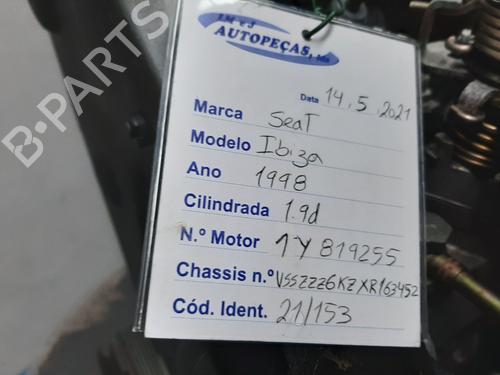 I.M e J
AUTOPEÇAS, lda
Data 14.5.2021
Marca Seat
Modelo Ibiza
Ano 1998
Cilindrada 1.9d
N.º Motor 1Y 819255
Chassis n.º VSSZZZ6KZXR163452
Cód. Ident. 21/153
B-PARTS